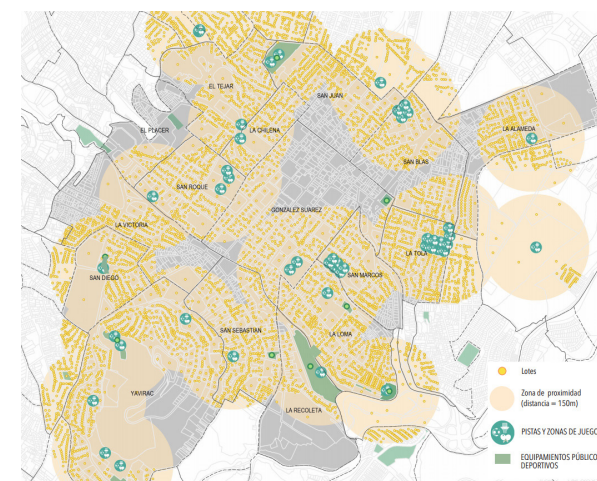 EL TEJAR
SAN JUAN
EL PLACER
LA CHILENA
LA ALAMEDA
SAN BLAS
SAN ROQUE
GONZALEZ SUAREZ
LA VICTORIA
LA TOLA
SAN DIEGO
SAN MARCOS
SAN SEBASTIAN
LA LOMA
YAVIRAC
LA RECOLETA
Lotes
Zona de proximidad
(distancia = 150m)
PISTAS Y ZONAS DE JUEGO
EQUIPAMIENTOS PÚBLICO
DEPORTIVOS